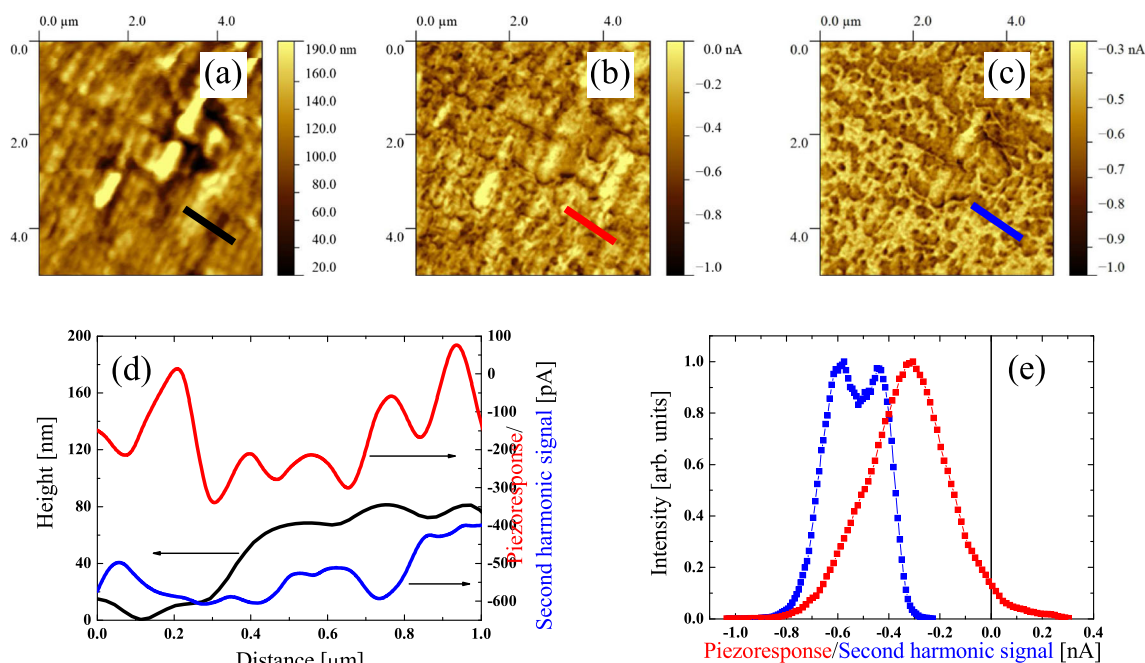 0.0 µm 2.0 4.0
0.0 µm 2.0 4.0
0.0 µm 2.0 4.0
0.0
2.0
4.0
(a)
190.0 nm
170.0
160.0
140.0
120.0
100.0
80.0
60.0
40.0
20.0
0.0
2.0
4.0
(b)
0.0 nA
−0.2
−0.4
−0.6
−0.8
−1.0
0.0
2.0
4.0
(c)
−0.3 nA
−0.4
−0.5
−0.6
−0.7
−0.8
−1.0
(d)
Height [nm]
200
160
120
80
40
0
0.0 0.2 0.4 0.6 0.8 1.0
Distance [µm]
100
0
-100
-200
-300
-400
-500
-600
Piezoresponse/
Second harmonic signal [pA]
(e)
Intensity [arb. units]
1.0
0.8
0.6
0.4
0.2
0.0
-1.0 -0.8 -0.6 -0.4 -0.2 0.0 0.2 0.4
Piezoresponse/Second harmonic signal [nA]